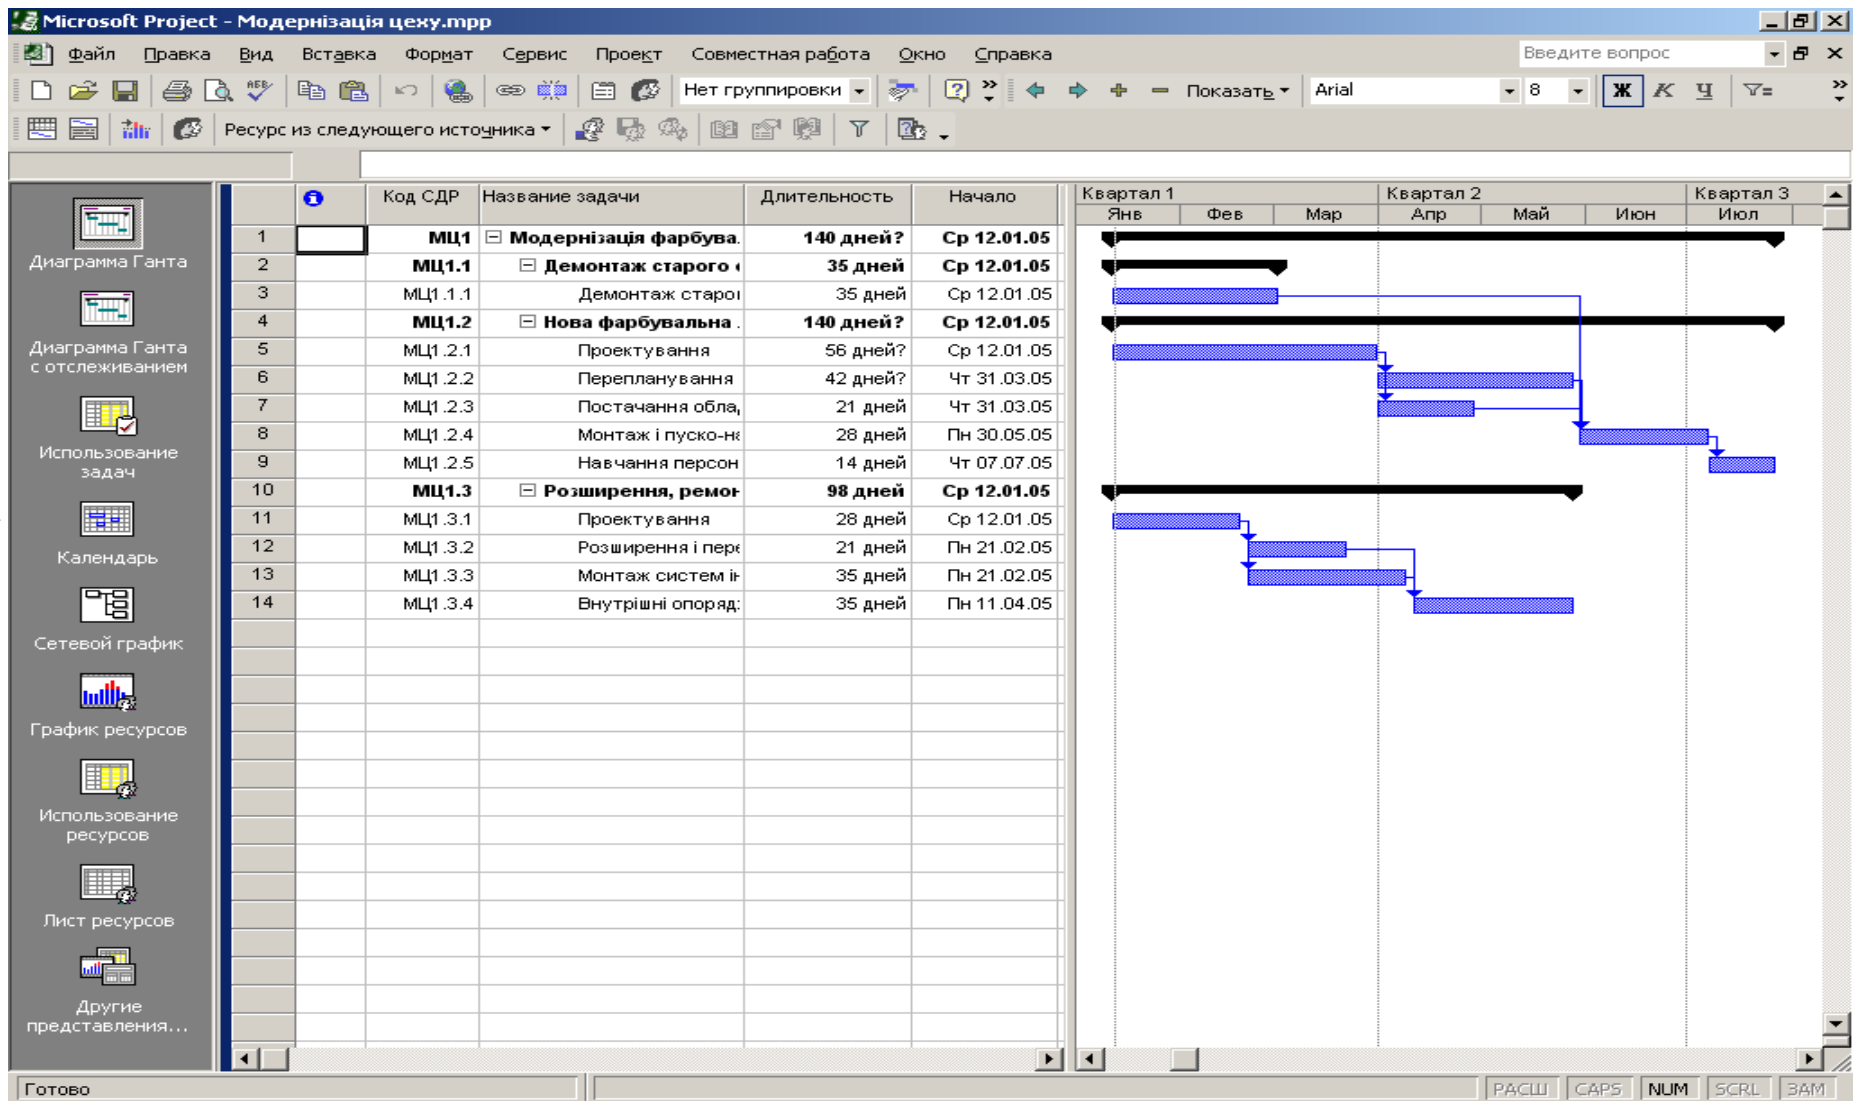 Microsoft Project - Модернізація цеху.mpp
Файл Правка Вид Вставка Формат Сервис Проект Совместная работа Окно Справка Введите вопрос
Нет группировки Показать Arial 8 Ж К Ч
Ресурс из следующего источника
Код СДР Название задачи Длительность Начало Квартал 1 Квартал 2 Квартал 3
Янв Фев Мар Апр Май Июн Июл
1 МЦ1 Модернізація фарбува. 140 дней? Ср 12.01.05
2 МЦ1.1 Демонтаж старого 35 дней Ср 12.01.05
3 МЦ1.1.1 Демонтаж староі 35 дней Ср 12.01.05
4 МЦ1.2 Нова фарбувальна . 140 дней? Ср 12.01.05
5 МЦ1.2.1 Проектування 56 дней? Ср 12.01.05
6 МЦ1.2.2 Перепланування 42 дней? Чт 31.03.05
7 МЦ1.2.3 Постачання обла 21 дней Чт 31.03.05
8 МЦ1.2.4 Монтаж і пуско-на 28 дней Пн 30.05.05
9 МЦ1.2.5 Навчання персон 14 дней Чт 07.07.05
10 МЦ1.3 Розширення, ремон 98 дней Ср 12.01.05
11 МЦ1.3.1 Проектування 28 дней Ср 12.01.05
12 МЦ1.3.2 Розширення і пере 21 дней Пн 21.02.05
13 МЦ1.3.3 Монтаж систем ін 35 дней Пн 21.02.05
14 МЦ1.3.4 Внутрішні опоряд 35 дней Пн 11.04.05
Диаграмма Ганта
Диаграмма Ганта
с отслеживанием
Использование
задач
Календарь
Сетевой график
График ресурсов
Использование
ресурсов
Лист ресурсов
Другие
представления...
Готово РАСШ CAPS NUM SCRL ЗАМ